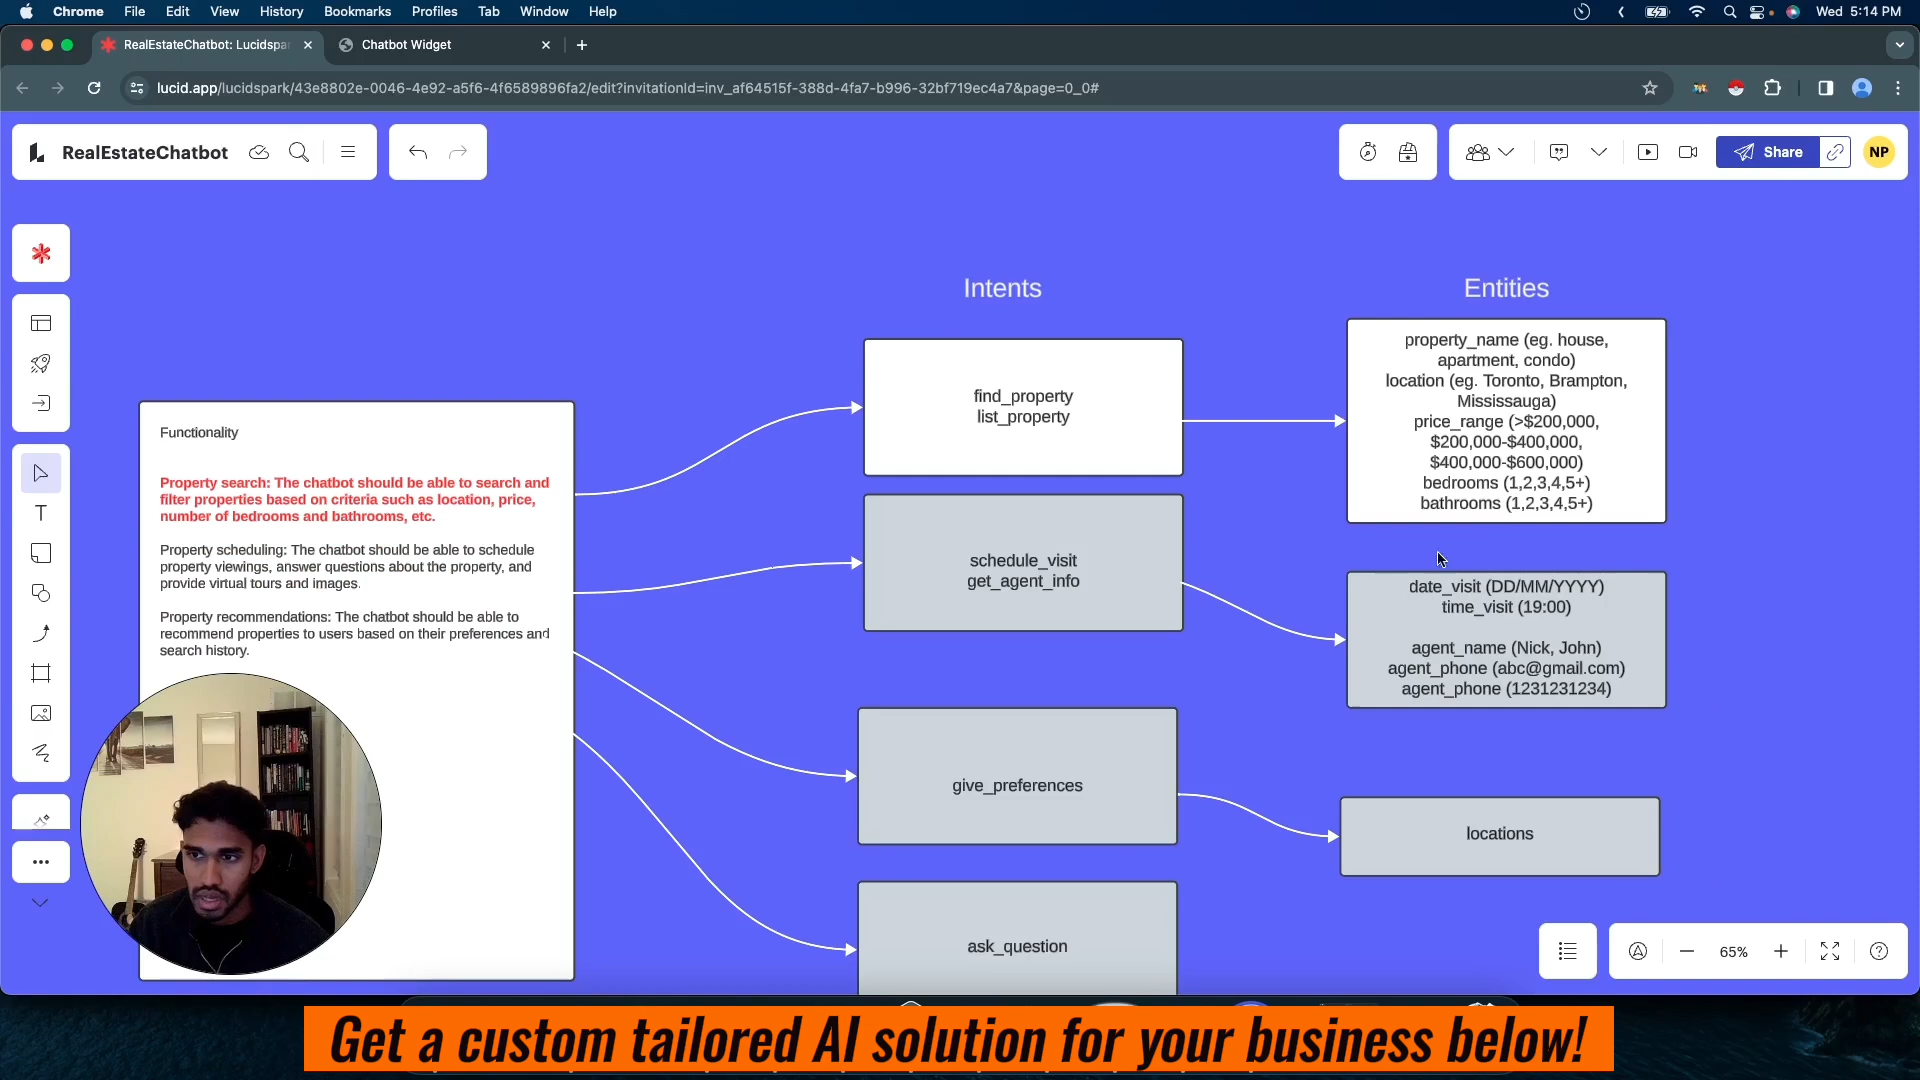 Chrome File Edit View History Bookmarks Profiles Tab Window Help Wed 5:14 PM
RealEstateChatbot: Lucidspa
Chatbot Widget
lucid.app/lucidspark/43e8802e-0046-4e92-a5f6-4f6589896fa2/edit?invitationId=inv_af64515f-388d-4fa7-b996-32bf719ec4a7&page=0_0#
RealEstateChatbot
Share
NP
Intents
Entities
Functionality
Property search: The chatbot should be able to search and
filter properties based on criteria such as location, price,
number of bedrooms and bathrooms, etc.
Property scheduling: The chatbot should be able to schedule
property viewings, answer questions about the property, and
provide virtual tours and images.
Property recommendations: The chatbot should be able to
recommend properties to users based on their preferences and
search history.
find_property
list_property
schedule_visit
get_agent_info
give_preferences
ask_question
property_name (eg. house,
apartment, condo)
location (eg. Toronto, Brampton,
Mississauga)
price_range (>$200,000,
$200,000-$400,000,
$400,000-$600,000)
bedrooms (1,2,3,4,5+)
bathrooms (1,2,3,4,5+)
date_visit (DD/MM/YYYY)
time_visit (19:00)
agent_name (Nick, John)
agent_phone (abc@gmail.com)
agent_phone (1231231234)
locations
65%
Get a custom tailored AI solution for your business below!